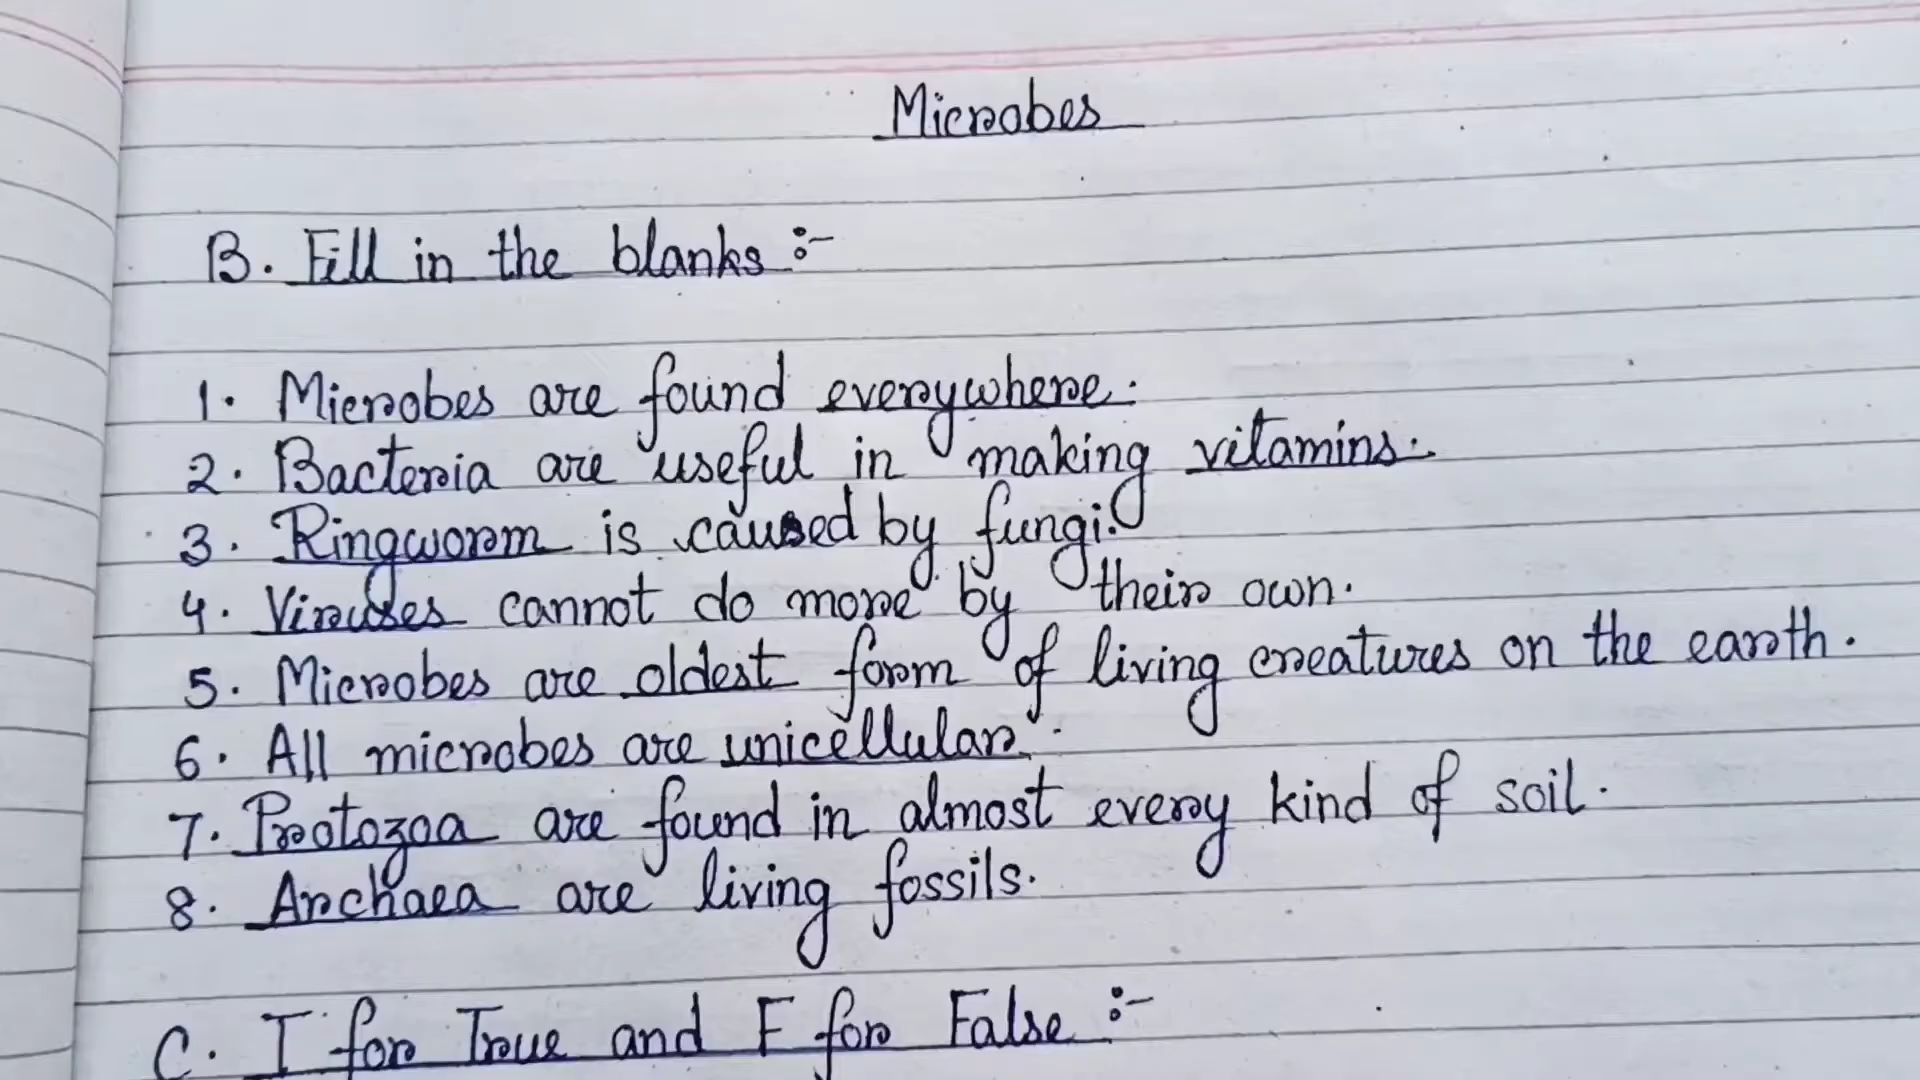 Microbes
B. Fill in the blanks :-
1. Microbes are found everywhere.
2. Bacteria are useful in making vitamins.
3. Ringworm is caused by fungi.
4. Viruses cannot do more by their own.
5. Microbes are oldest form of living creatures on the earth.
6. All microbes are unicellular.
7. Protozoa are found in almost every kind of soil.
8. Archaea are living fossils.
C. T for True and F for False :-